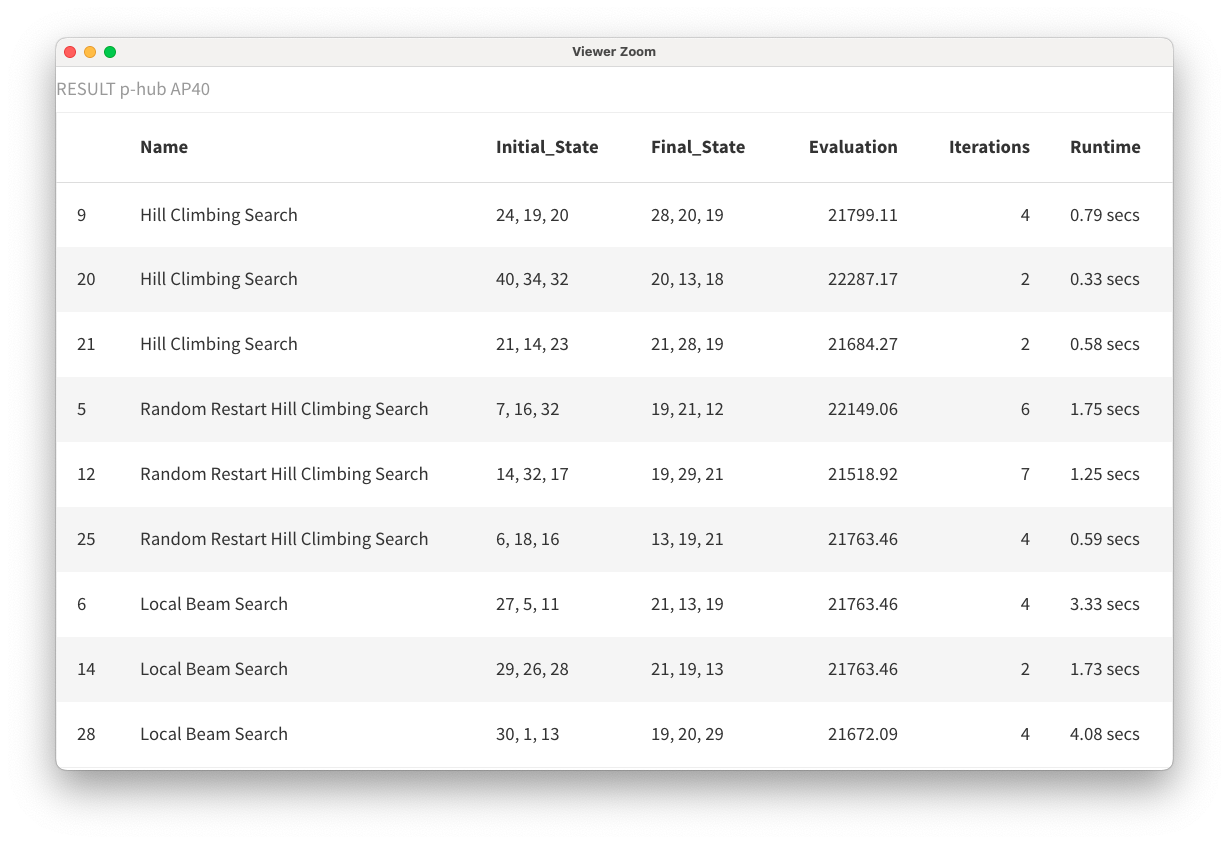 Viewer Zoom
RESULT p-hub AP40
Name Initial_State Final_State Evaluation Iterations Runtime
9 Hill Climbing Search 24, 19, 20 28, 20, 19 21799.11 4 0.79 secs
20 Hill Climbing Search 40, 34, 32 20, 13, 18 22287.17 2 0.33 secs
21 Hill Climbing Search 21, 14, 23 21, 28, 19 21684.27 2 0.58 secs
5 Random Restart Hill Climbing Search 7, 16, 32 19, 21, 12 22149.06 6 1.75 secs
12 Random Restart Hill Climbing Search 14, 32, 17 19, 29, 21 21518.92 7 1.25 secs
25 Random Restart Hill Climbing Search 6, 18, 16 13, 19, 21 21763.46 4 0.59 secs
6 Local Beam Search 27, 5, 11 21, 13, 19 21763.46 4 3.33 secs
14 Local Beam Search 29, 26, 28 21, 19, 13 21763.46 2 1.73 secs
28 Local Beam Search 30, 1, 13 19, 20, 29 21672.09 4 4.08 secs